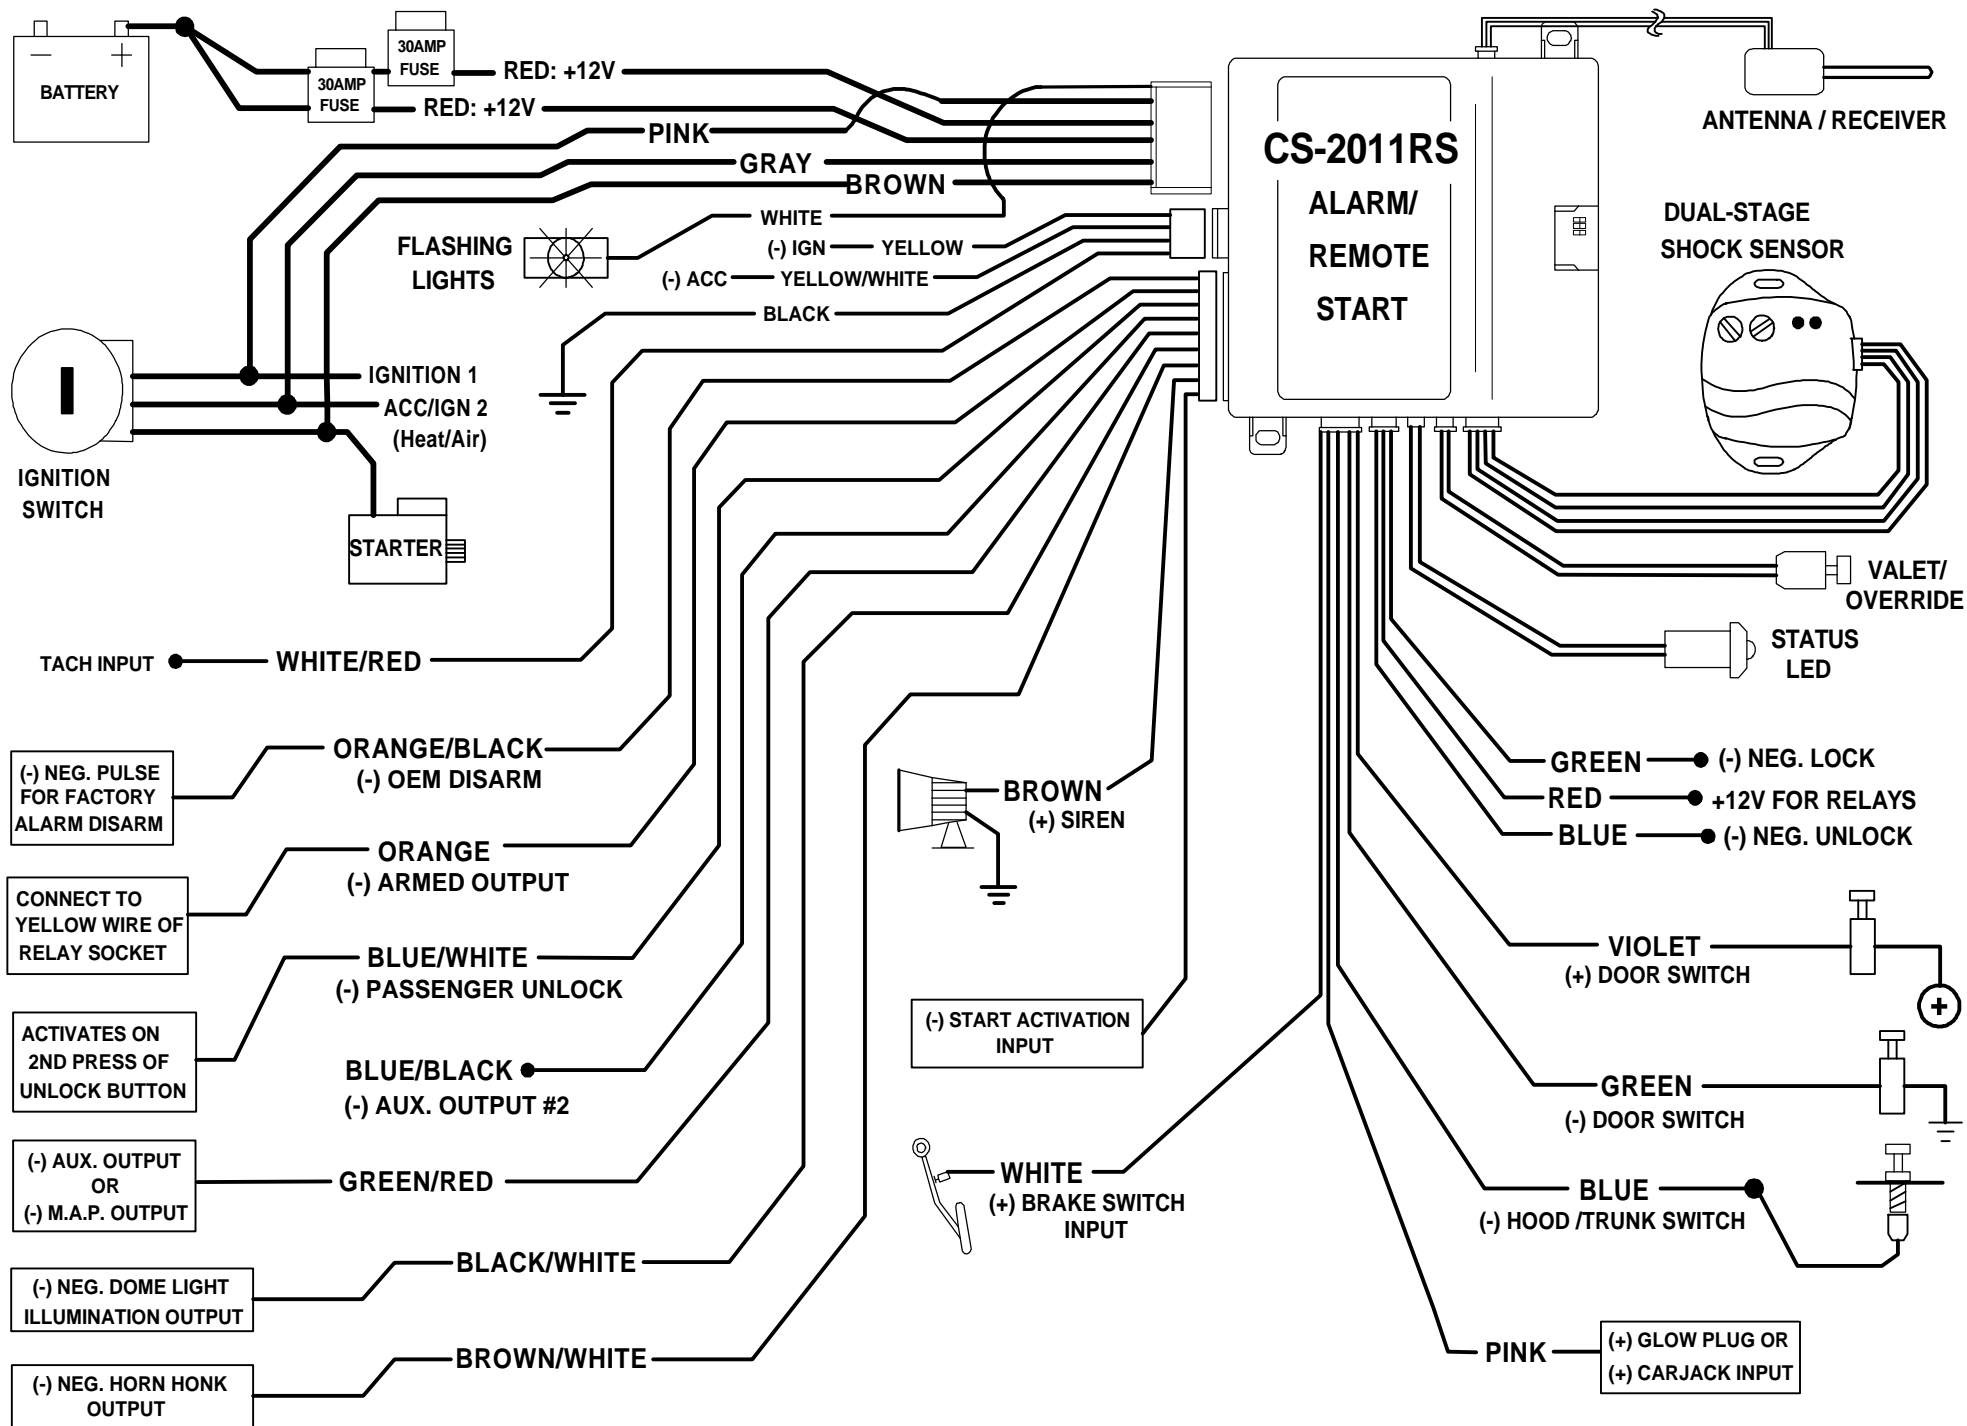 BATTERY
30AMP
FUSE
30AMP
FUSE
RED: +12V
RED: +12V
PINK
GRAY
BROWN
WHITE
(-) IGN
YELLOW
(-) ACC
YELLOW/WHITE
BLACK
FLASHING
LIGHTS
CS-2011RS
ALARM/
REMOTE
START
ANTENNA / RECEIVER
DUAL-STAGE
SHOCK SENSOR
IGNITION 1
ACC/IGN 2
(Heat/Air)
IGNITION
SWITCH
STARTER
TACH INPUT
WHITE/RED
(-) NEG. PULSE
FOR FACTORY
ALARM DISARM
ORANGE/BLACK
(-) OEM DISARM
CONNECT TO
YELLOW WIRE OF
RELAY SOCKET
ORANGE
(-) ARMED OUTPUT
ACTIVATES ON
2ND PRESS OF
UNLOCK BUTTON
BLUE/WHITE
(-) PASSENGER UNLOCK
BLUE/BLACK
(-) AUX. OUTPUT #2
(-) AUX. OUTPUT
OR
(-) M.A.P. OUTPUT
GREEN/RED
(-) NEG. DOME LIGHT
ILLUMINATION OUTPUT
BLACK/WHITE
(-) NEG. HORN HONK
OUTPUT
BROWN/WHITE
BROWN
(+) SIREN
(-) START ACTIVATION
INPUT
WHITE
(+) BRAKE SWITCH
INPUT
VALET/
OVERRIDE
STATUS
LED
GREEN
(-) NEG. LOCK
RED
+12V FOR RELAYS
BLUE
(-) NEG. UNLOCK
VIOLET
(+) DOOR SWITCH
+
GREEN
(-) DOOR SWITCH
BLUE
(-) HOOD /TRUNK SWITCH
PINK
(+) GLOW PLUG OR
(+) CARJACK INPUT